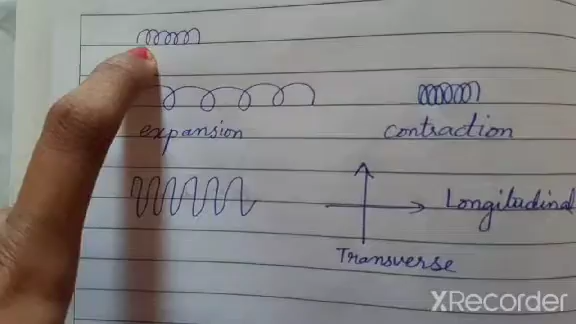 expansion
contraction
Longitudinal
Transverse
XRecorder